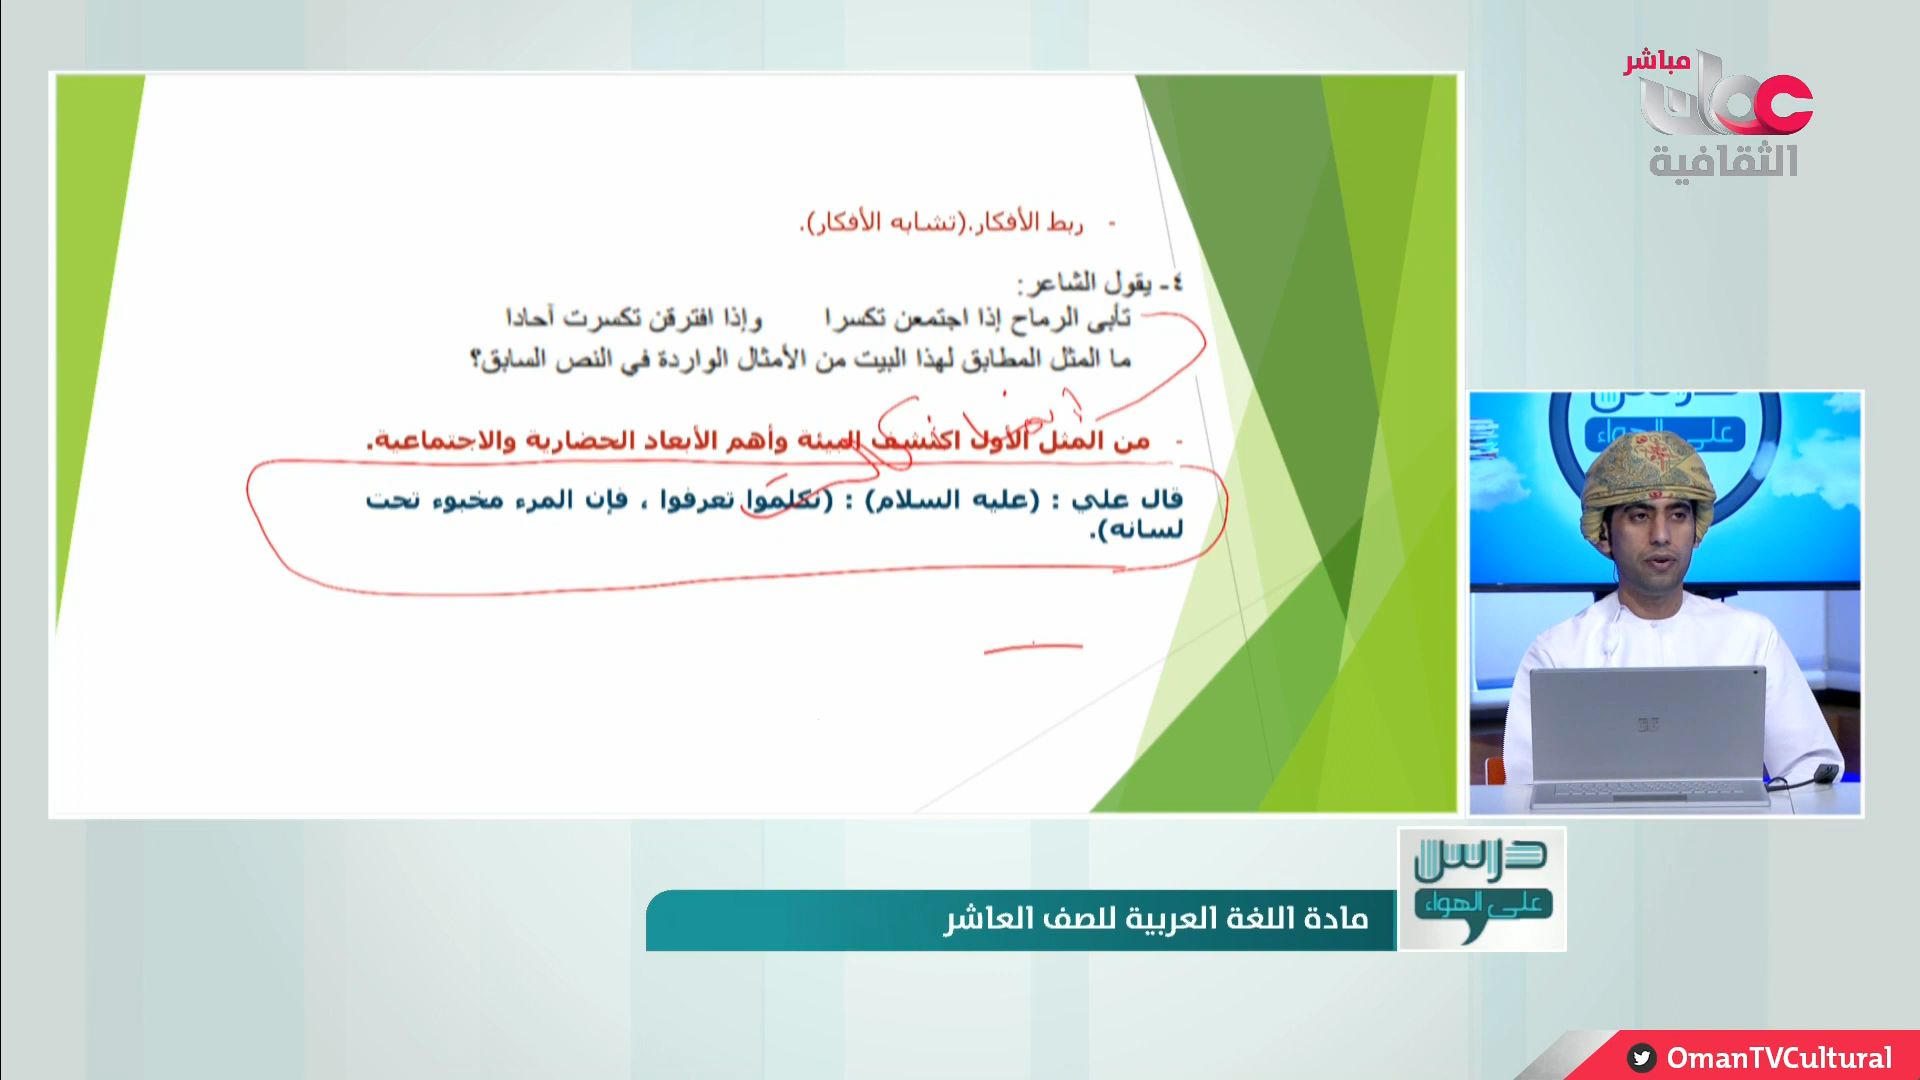 مباشر
عمان
الثقافية
- ربط الأفكار.(تشابه الأفكار).
٤- يقول الشاعر:
تأبى الرماح إذا اجتمعن تكسرا وإذا افترقن تكسرت آحادا
ما المثل المطابق لهذا البيت من الأمثال الواردة في النص السابق؟
- من المثل الأول اكتشف البيئة وأهم الأبعاد الحضارية والاجتماعية.
قال علي : (عليه السلام) : (تكلموا تعرفوا ، فإن المرء مخبوء تحت
لسانه).
على الهواء
درس
على الهواء
مادة اللغة العربية للصف العاشر
OmanTVCultural